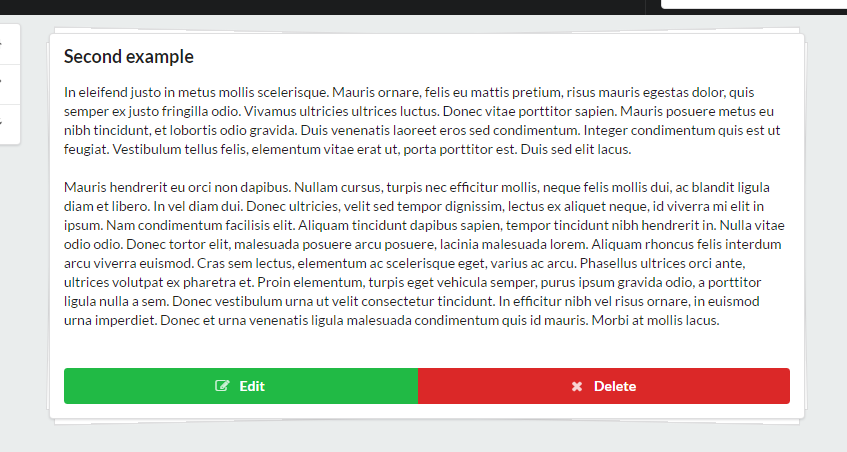 Second example
In eleifend justo in metus mollis scelerisque. Mauris ornare, felis eu mattis pretium, risus mauris egestas dolor, quis
semper ex justo fringilla odio. Vivamus ultricies ultrices luctus. Donec vitae porttitor sapien. Mauris posuere metus eu
nibh tincidunt, et lobortis odio gravida. Duis venenatis laoreet eros sed condimentum. Integer condimentum quis est ut
feugiat. Vestibulum tellus felis, elementum vitae erat ut, porta porttitor est. Duis sed elit lacus.
Mauris hendrerit eu orci non dapibus. Nullam cursus, turpis nec efficitur mollis, neque felis mollis dui, ac blandit ligula
diam et libero. In vel diam dui. Donec ultricies, velit sed tempor dignissim, lectus ex aliquet neque, id viverra mi elit in
ipsum. Nam condimentum facilisis elit. Aliquam tincidunt dapibus sapien, tempor tincidunt nibh hendrerit in. Nulla vitae
odio odio. Donec tortor elit, malesuada posuere arcu posuere, lacinia malesuada lorem. Aliquam rhoncus felis interdum
arcu viverra euismod. Cras sem lectus, elementum ac scelerisque eget, varius ac arcu. Phasellus ultrices orci ante,
ultrices volutpat ex pharetra et. Proin elementum, turpis eget vehicula semper, purus ipsum gravida odio, a porttitor
ligula nulla a sem. Donec vestibulum urna ut velit consectetur tincidunt. In efficitur nibh vel risus ornare, in euismod
urna imperdiet. Donec et urna venenatis ligula malesuada condimentum quis id mauris. Morbi at mollis lacus.
Edit
Delete